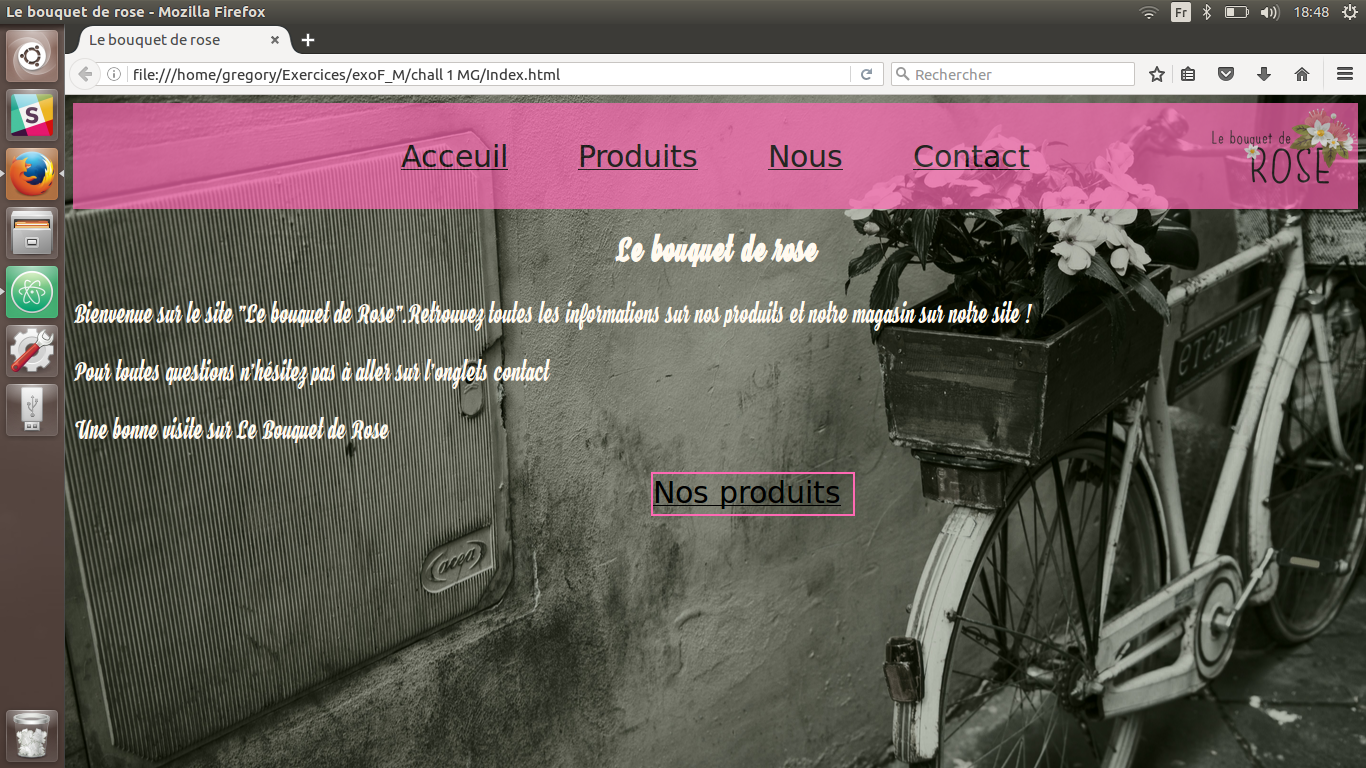 Le bouquet de rose - Mozilla Firefox
Fr
18:48
Le bouquet de rose
file:///home/gregory/Exercices/exoF_M/chall 1 MG/Index.html
Rechercher
Acceuil Produits Nous Contact
Le bouquet de
ROSE
Le bouquet de rose
Bienvenue sur le site "Le bouquet de Rose".Retrouvez toutes les informations sur nos produits et notre magasin sur notre site !
Pour toutes questions n'hésitez pas à aller sur l'onglets contact
Une bonne visite sur Le Bouquet de Rose
Nos produits
acea